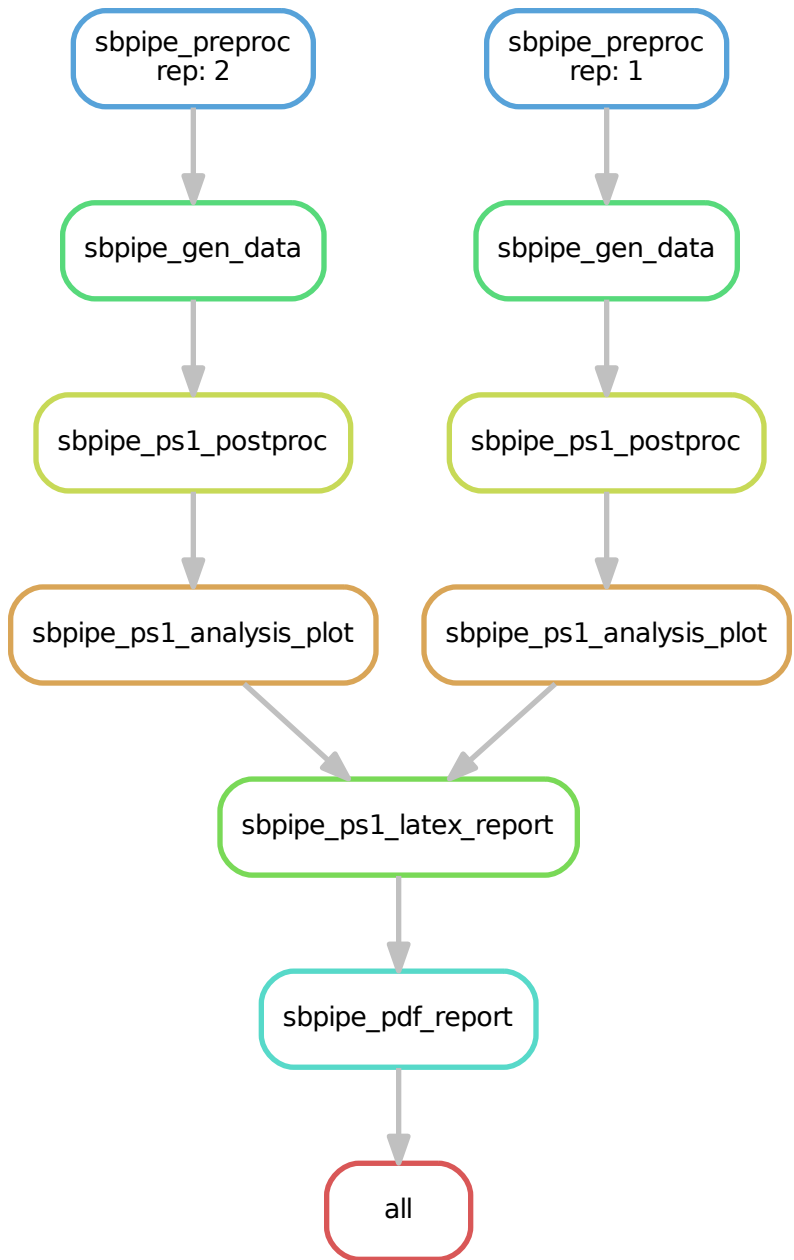 sbpipe_preproc
rep: 2
sbpipe_preproc
rep: 1
sbpipe_gen_data
sbpipe_gen_data
sbpipe_ps1_postproc
sbpipe_ps1_postproc
sbpipe_ps1_analysis_plot
sbpipe_ps1_analysis_plot
sbpipe_ps1_latex_report
sbpipe_pdf_report
all